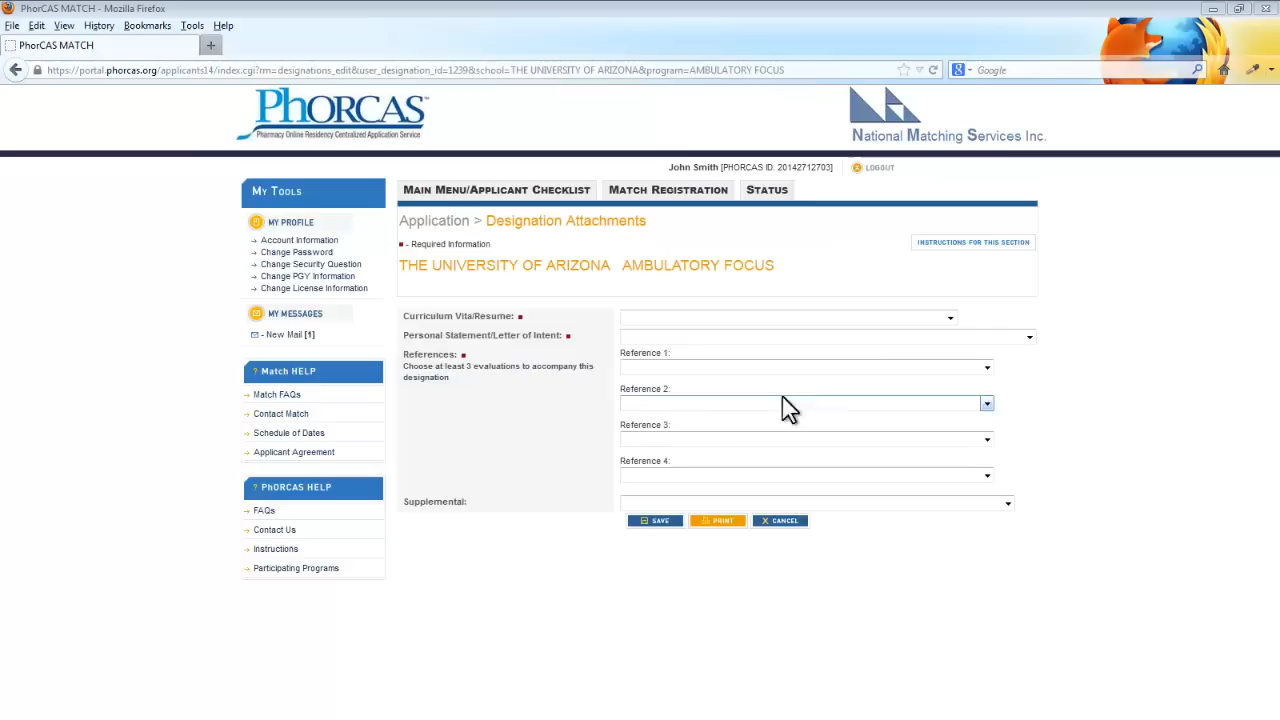 PhorCAS MATCH - Mozilla Firefox
File Edit View History Bookmarks Tools Help
PhorCAS MATCH +
https://portal.phorcas.org/applicants14/index.cgi?rm=designations_edit&user_designation_id=1239&school=THE UNIVERSITY OF ARIZONA&program=AMBULATORY FOCUS
Google
PhORCAS™
Pharmacy Online Residency Centralized Application Service
National Matching Services Inc.
John Smith [PHORCAS ID: 20142712703]
LOGOUT
MY TOOLS
MY PROFILE
Account Information
Change Password
Change Security Question
Change PGY Information
Change License Information
MY MESSAGES
- New Mail [1]
? Match HELP
Match FAQs
Contact Match
Schedule of Dates
Applicant Agreement
? PhORCAS HELP
FAQs
Contact Us
Instructions
Participating Programs
MAIN MENU/APPLICANT CHECKLIST
MATCH REGISTRATION
STATUS
Application > Designation Attachments
- Required Information
INSTRUCTIONS FOR THIS SECTION
THE UNIVERSITY OF ARIZONA AMBULATORY FOCUS
Curriculum Vita/Resume:
Personal Statement/Letter of Intent:
References:
Choose at least 3 evaluations to accompany this
designation
Reference 1:
Reference 2:
Reference 3:
Reference 4:
Supplemental:
SAVE
PRINT
X CANCEL